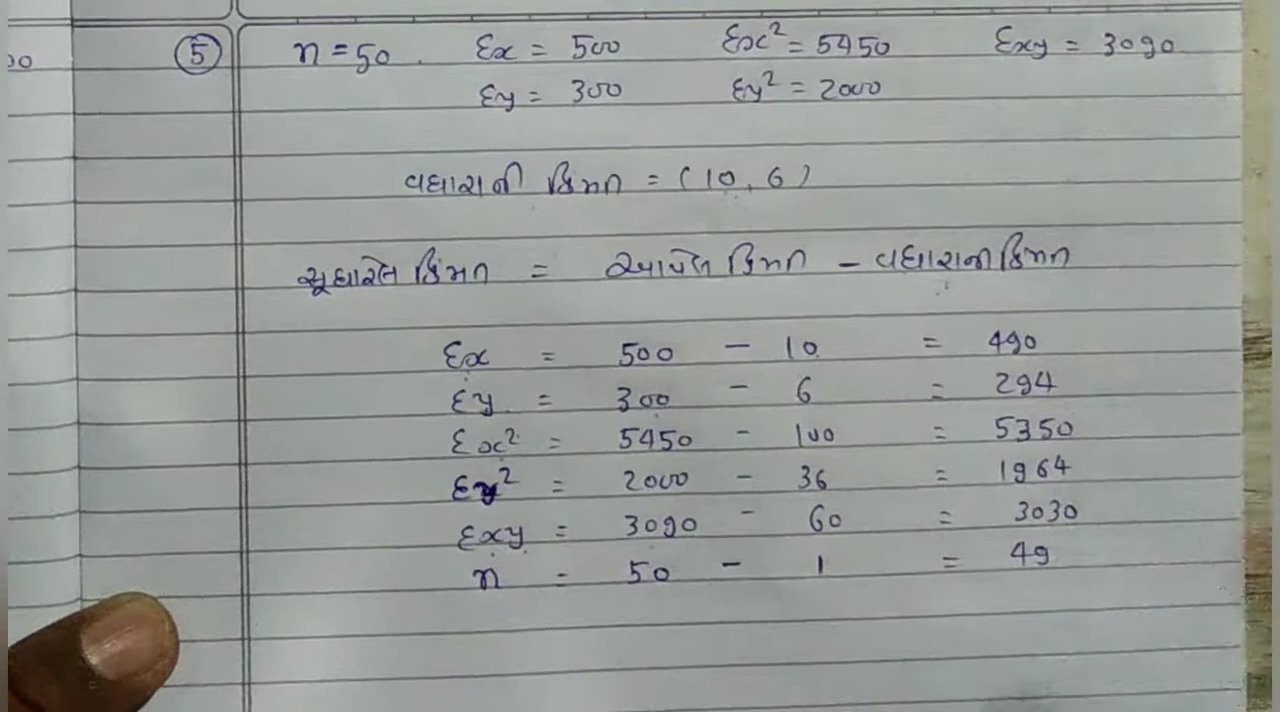 00
(5) n = 50. Σx = 500 Σx² = 5450 Σxy = 3090
Σy = 300 Σy² = 2000
વધારાની કિંમત = (10, 6)
સુધારેલ કિંમત = આપેલ કિંમત - વધારાની કિંમત
Σx = 500 - 10 = 490
Σy = 300 - 6 = 294
Σx² = 5450 - 100 = 5350
Σy² = 2000 - 36 = 1964
Σxy = 3090 - 60 = 3030
n = 50 - 1 = 49